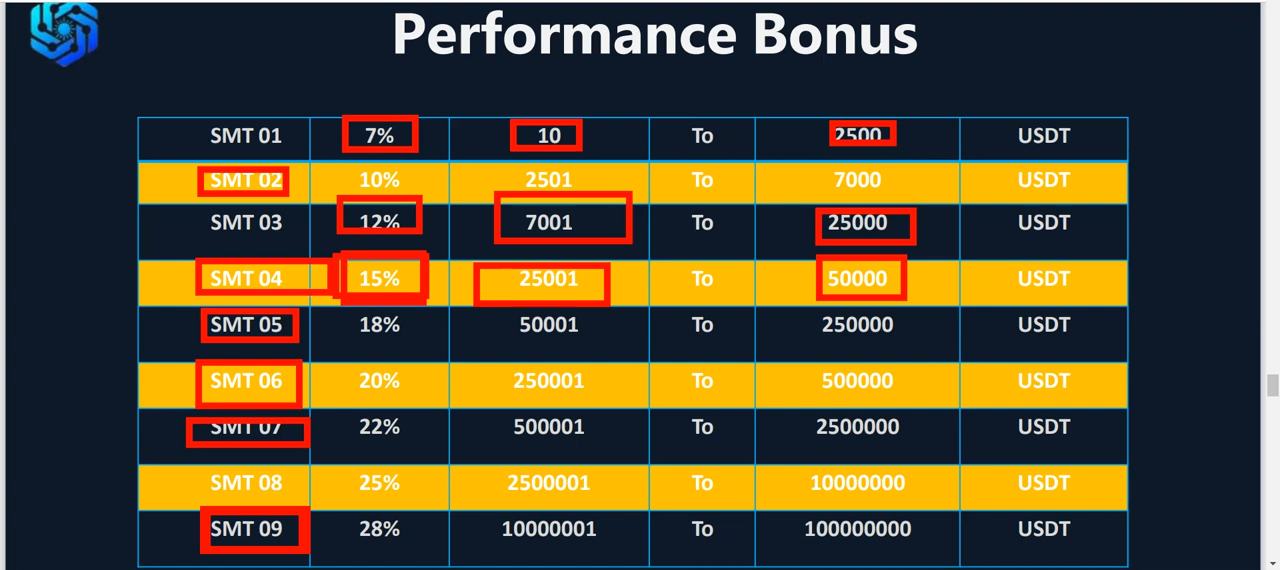 Performance Bonus
SMT 01 7% 10 To 2500 USDT
SMT 02 10% 2501 To 7000 USDT
SMT 03 12% 7001 To 25000 USDT
SMT 04 15% 25001 To 50000 USDT
SMT 05 18% 50001 To 250000 USDT
SMT 06 20% 250001 To 500000 USDT
SMT 07 22% 500001 To 2500000 USDT
SMT 08 25% 2500001 To 10000000 USDT
SMT 09 28% 10000001 To 100000000 USDT